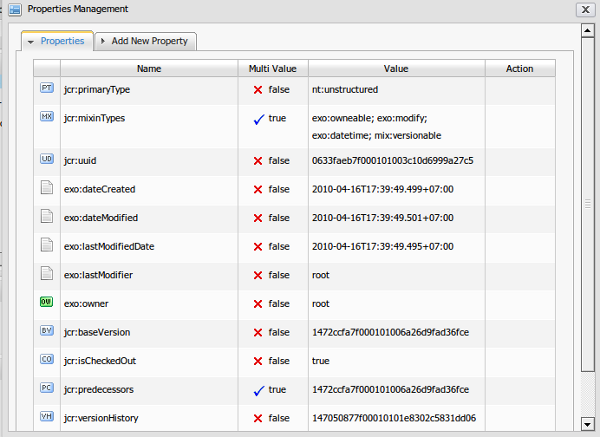 Properties Management
Properties
Add New Property
Name Multi Value Value Action
PT jcr:primaryType false nt:unstructured
MX jcr:mixinTypes true exo:owneable; exo:modify;
exo:datetime; mix:versionable
UD jcr:uuid false 0633faeb7f000101003c10d6999a27c5
exo:dateCreated false 2010-04-16T17:39:49.499+07:00
exo:dateModified false 2010-04-16T17:39:49.501+07:00
exo:lastModifiedDate false 2010-04-16T17:39:49.495+07:00
exo:lastModifier false root
OW exo:owner false root
BV jcr:baseVersion false 1472ccfa7f000101006a26d9fad36fce
CO jcr:isCheckedOut false true
PC jcr:predecessors true 1472ccfa7f000101006a26d9fad36fce
VH jcr:versionHistory false 147050877f00010101e8302c5831dd06